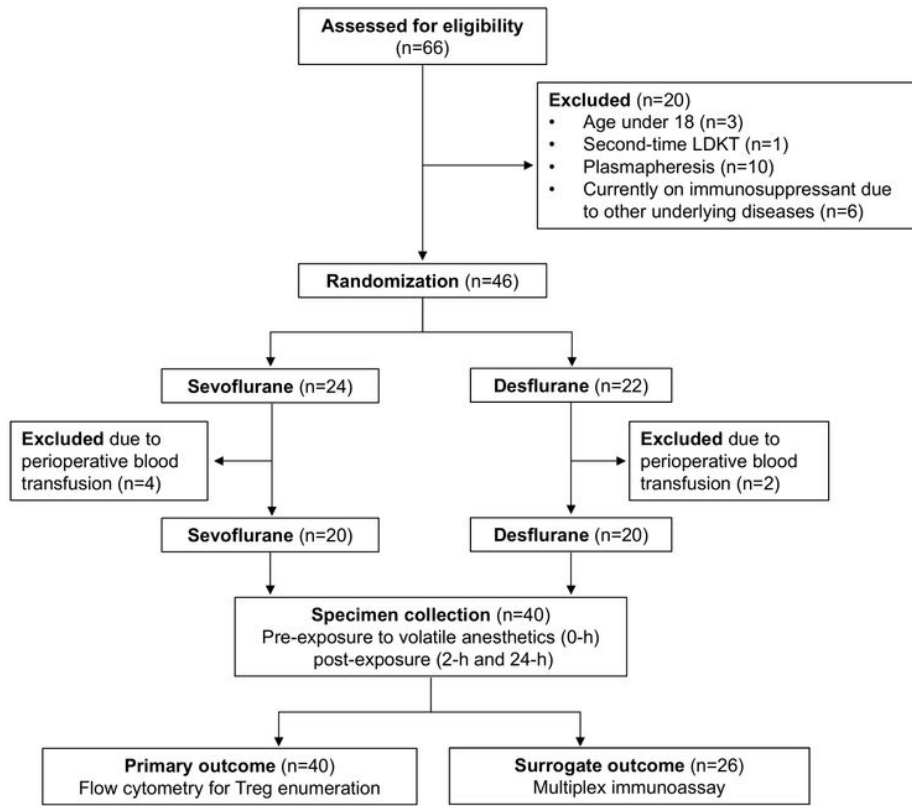 Assessed for eligibility
(n=66)
Excluded (n=20)
• Age under 18 (n=3)
• Second-time LDKT (n=1)
• Plasmapheresis (n=10)
• Currently on immunosuppressant due
to other underlying diseases (n=6)
Randomization (n=46)
Sevoflurane (n=24)
Desflurane (n=22)
Excluded due to
perioperative blood
transfusion (n=4)
Excluded due to
perioperative blood
transfusion (n=2)
Sevoflurane (n=20)
Desflurane (n=20)
Specimen collection (n=40)
Pre-exposure to volatile anesthetics (0-h)
post-exposure (2-h and 24-h)
Primary outcome (n=40)
Flow cytometry for Treg enumeration
Surrogate outcome (n=26)
Multiplex immunoassay